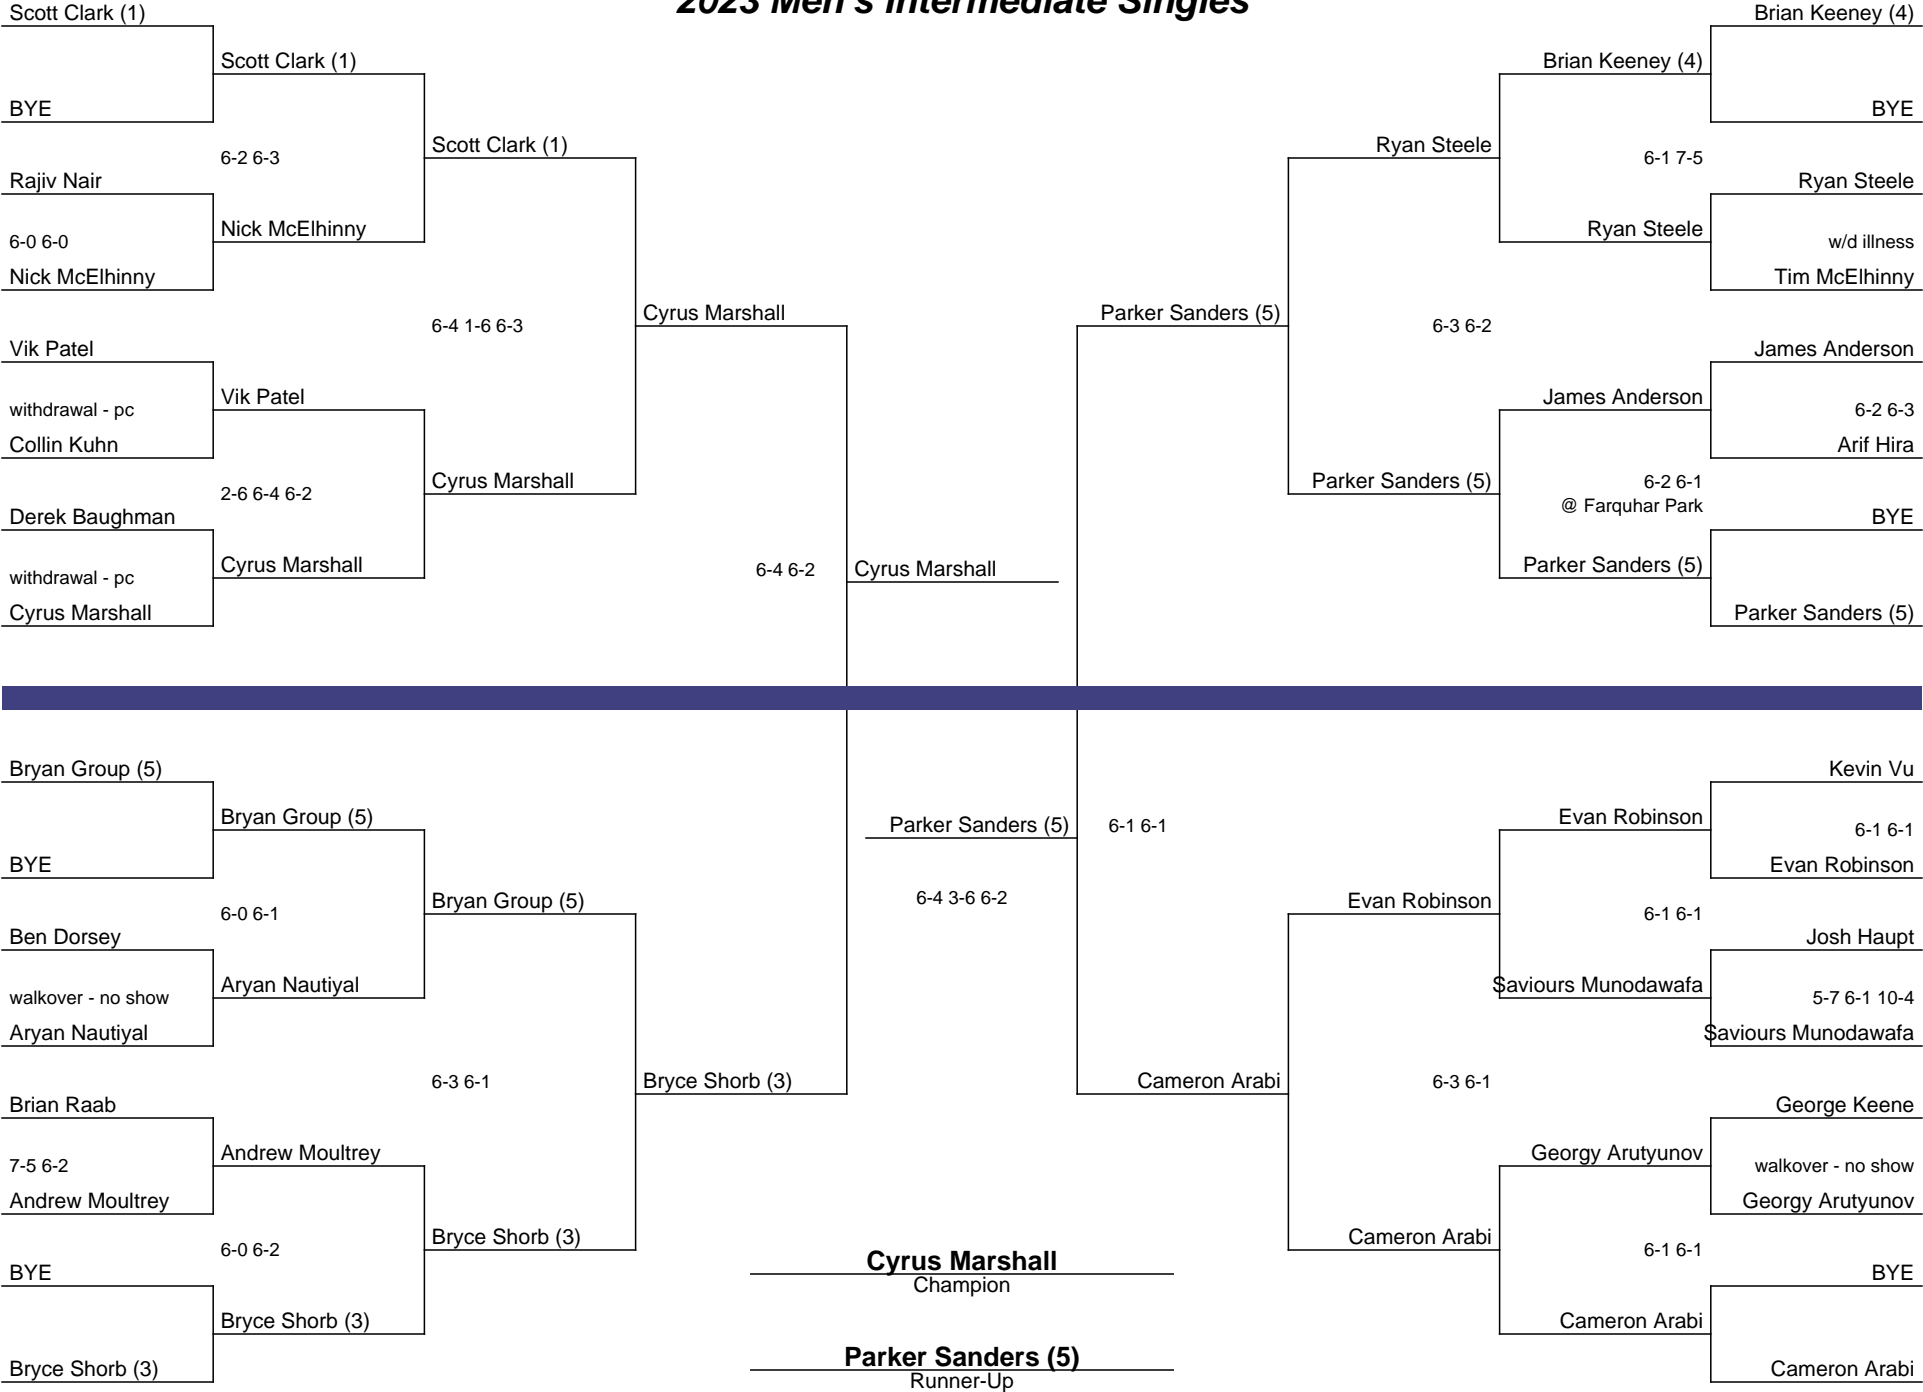 2023 Men's Intermediate Singles
Scott Clark (1)
BYE
Rajiv Nair
6-0 6-0
Nick McElhinny
Vik Patel
withdrawal - pc
Collin Kuhn
Derek Baughman
withdrawal - pc
Cyrus Marshall
Scott Clark (1)
6-2 6-3
Nick McElhinny
Vik Patel
2-6 6-4 6-2
Cyrus Marshall
Scott Clark (1)
6-4 1-6 6-3
Cyrus Marshall
Cyrus Marshall
6-4 6-2
Cyrus Marshall
Bryan Group (5)
BYE
Ben Dorsey
walkover - no show
Aryan Nautiyal
Brian Raab
7-5 6-2
Andrew Moultrey
BYE
Bryce Shorb (3)
Bryan Group (5)
6-0 6-1
Aryan Nautiyal
Andrew Moultrey
6-0 6-2
Bryce Shorb (3)
Bryan Group (5)
6-3 6-1
Bryce Shorb (3)
Bryce Shorb (3)
Brian Keeney (4)
BYE
Ryan Steele
w/d illness
Tim McElhinny
James Anderson
6-2 6-3
Arif Hira
BYE
Parker Sanders (5)
Brian Keeney (4)
6-1 7-5
Ryan Steele
James Anderson
6-2 6-1
@ Farquhar Park
Parker Sanders (5)
Ryan Steele
6-3 6-2
Parker Sanders (5)
Parker Sanders (5)
Parker Sanders (5)
6-1 6-1
6-4 3-6 6-2
Kevin Vu
6-1 6-1
Evan Robinson
Josh Haupt
5-7 6-1 10-4
Saviours Munodawafa
George Keene
walkover - no show
Georgy Arutyunov
BYE
Cameron Arabi
Evan Robinson
6-1 6-1
Saviours Munodawafa
Georgy Arutyunov
6-1 6-1
Cameron Arabi
Evan Robinson
6-3 6-1
Cameron Arabi
Cameron Arabi
Cyrus Marshall
Champion
Parker Sanders (5)
Runner-Up